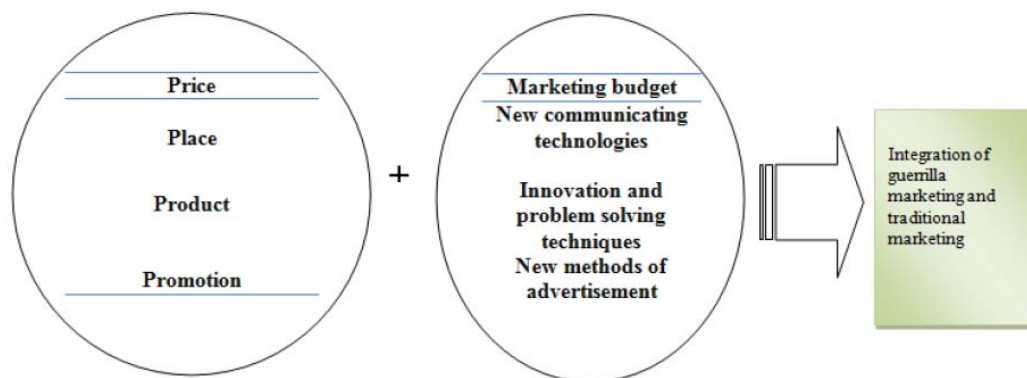 Price
Place
Product
Promotion
+
Marketing budget
New communicating
technologies
Innovation and
problem solving
techniques
New methods of
advertisement
Integration of
guerrilla
marketing and
traditional
marketing